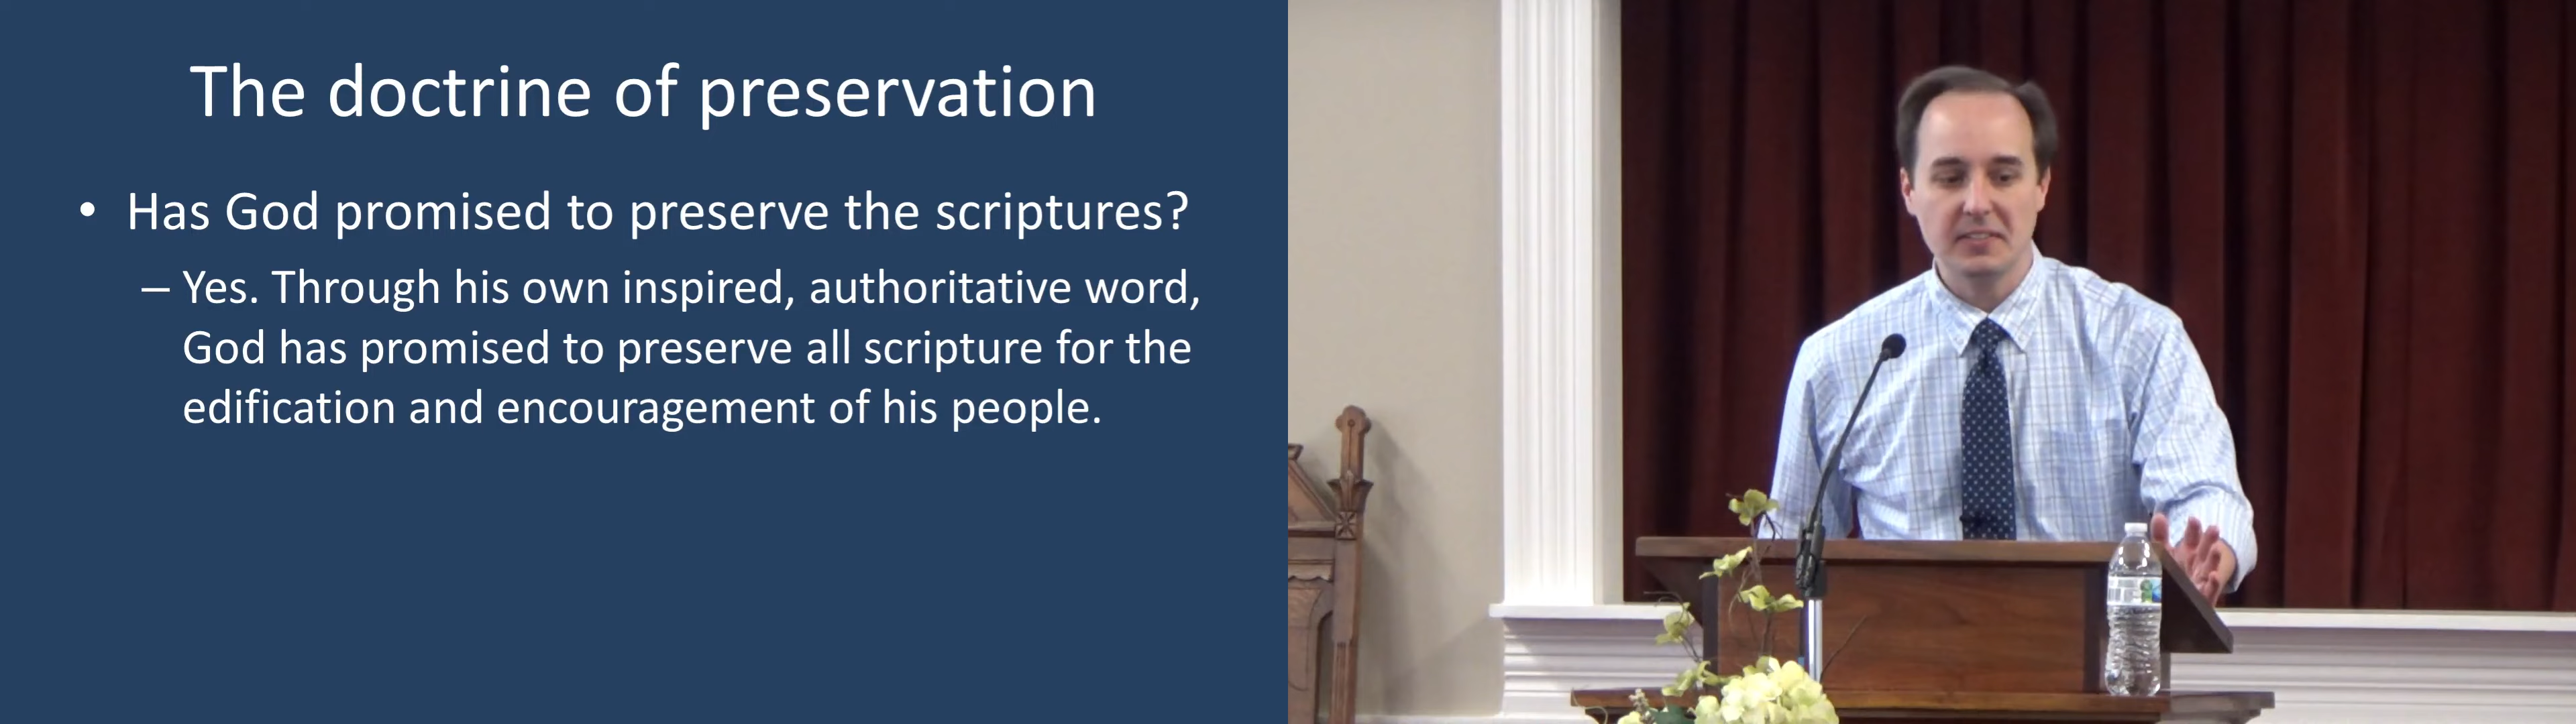 The doctrine of preservation
• Has God promised to preserve the scriptures?
– Yes. Through his own inspired, authoritative word,
God has promised to preserve all scripture for the
edification and encouragement of his people.